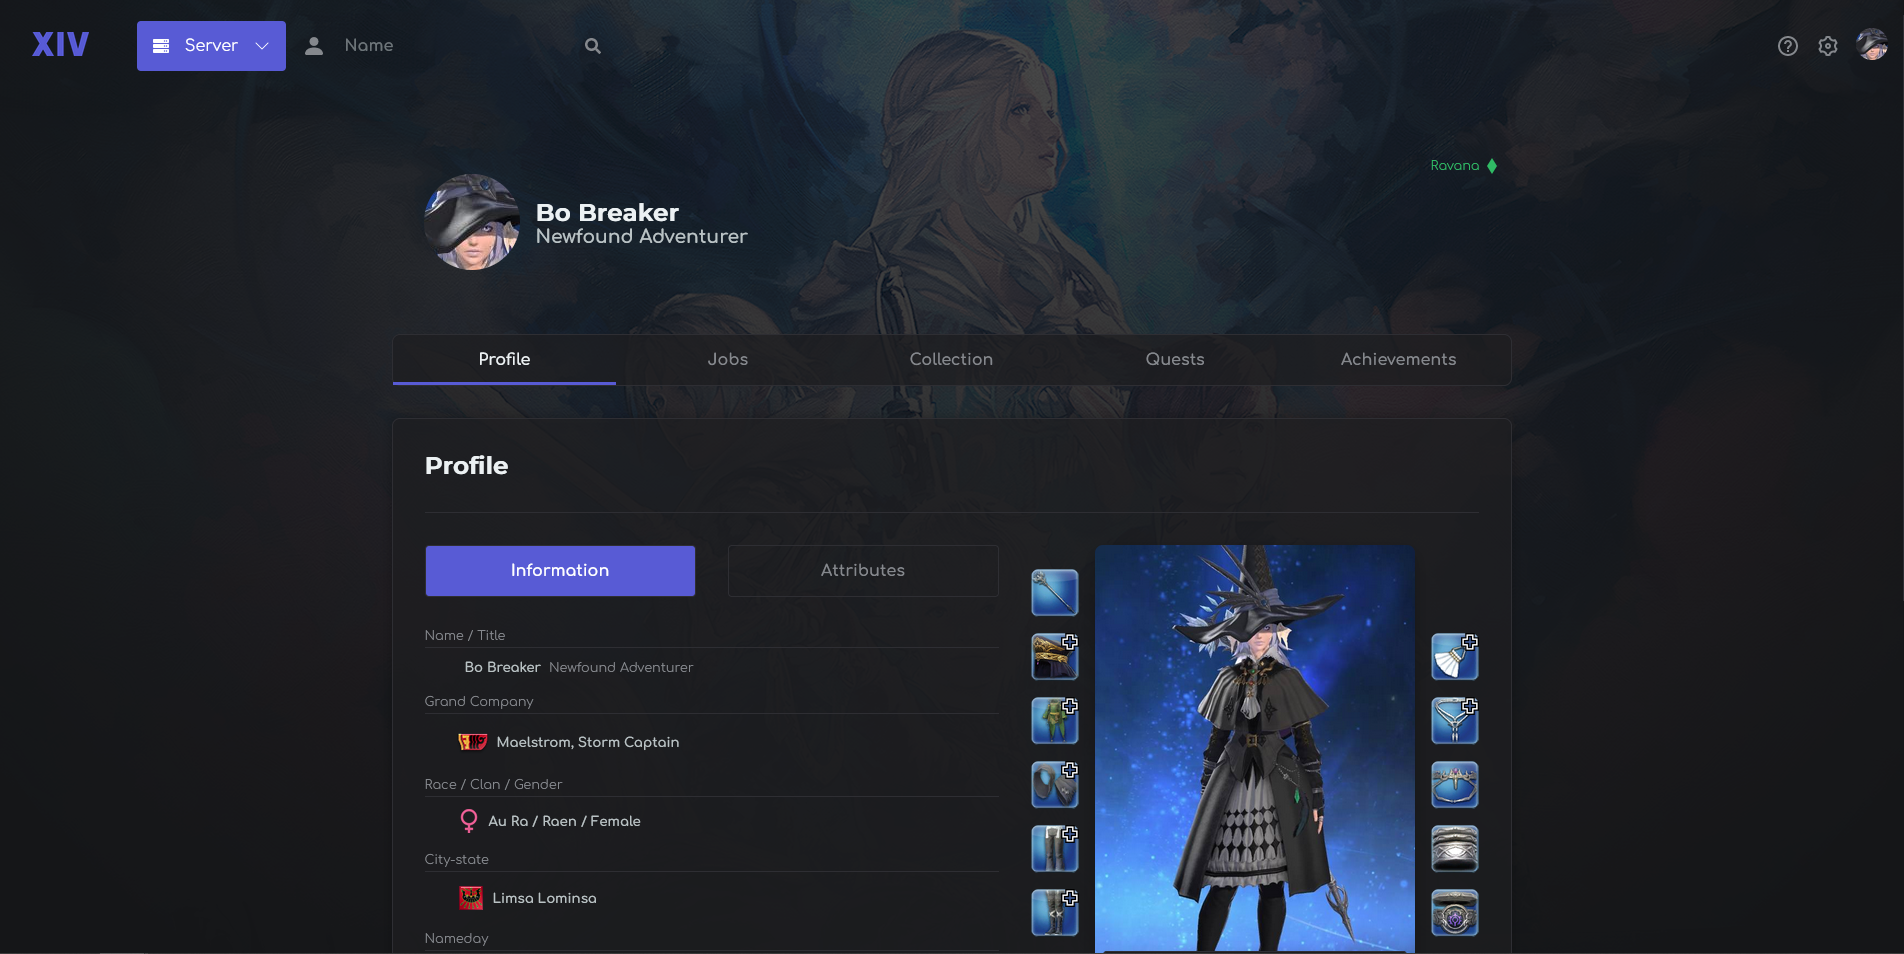 XIV
Server
Name
Ravana
Bo Breaker
Newfound Adventurer
Profile
Jobs
Collection
Quests
Achievements
Profile
Information
Attributes
Name / Title
Bo Breaker Newfound Adventurer
Grand Company
Maelstrom, Storm Captain
Race / Clan / Gender
Au Ra / Raen / Female
City-state
Limsa Lominsa
Nameday